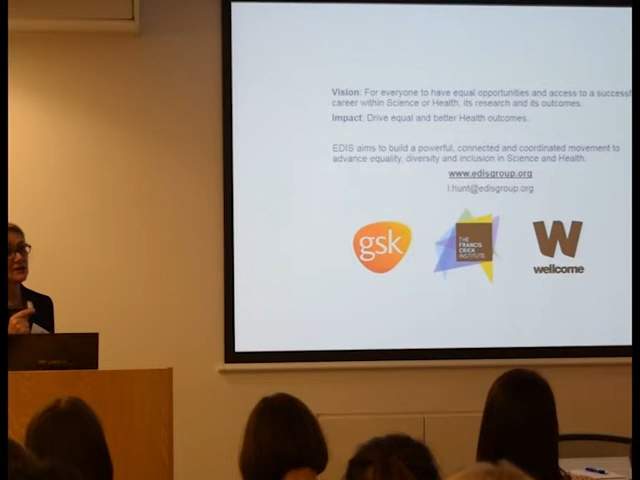 Vision: For everyone to have equal opportunities and access to a successf
career within Science or Health, its research and its outcomes.
Impact: Drive equal and better Health outcomes.
EDIS aims to build a powerful, connected and coordinated movement to
advance equality, diversity and inclusion in Science and Health.
www.edisgroup.org
l.hunt@edisgroup.org
gsk
THE
FRANCIS
CRICK
INSTITUTE
W
wellcome